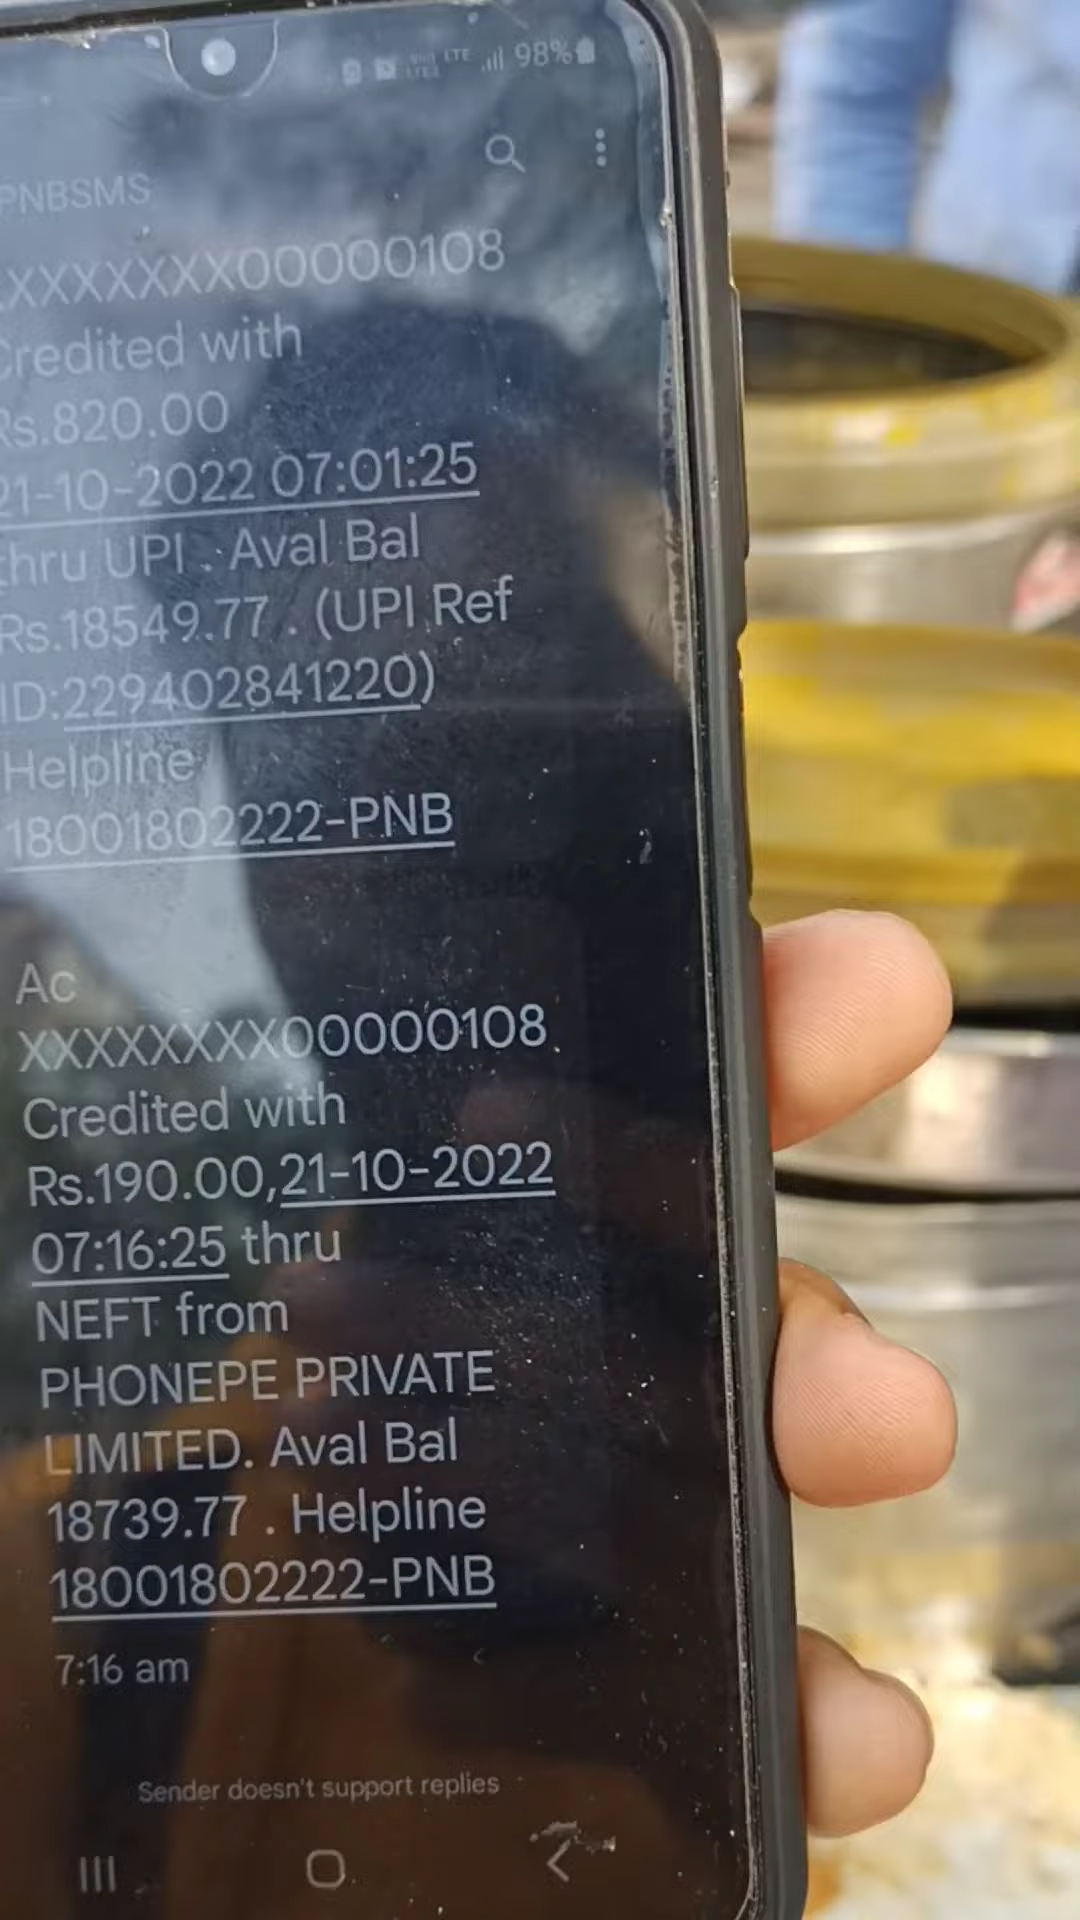 LTE 98%
PNBSMS
XXXXXXX00000108
Credited with
Rs.820.00
21-10-2022 07:01:25
thru UPI . Aval Bal
Rs.18549.77 . (UPI Ref
ID:229402841220)
Helpline
18001802222-PNB
Ac
XXXXXXXX00000108
Credited with
Rs.190.00,21-10-2022
07:16:25 thru
NEFT from
PHONEPE PRIVATE
LIMITED. Aval Bal
18739.77 . Helpline
18001802222-PNB
7:16 am
Sender doesn't support replies